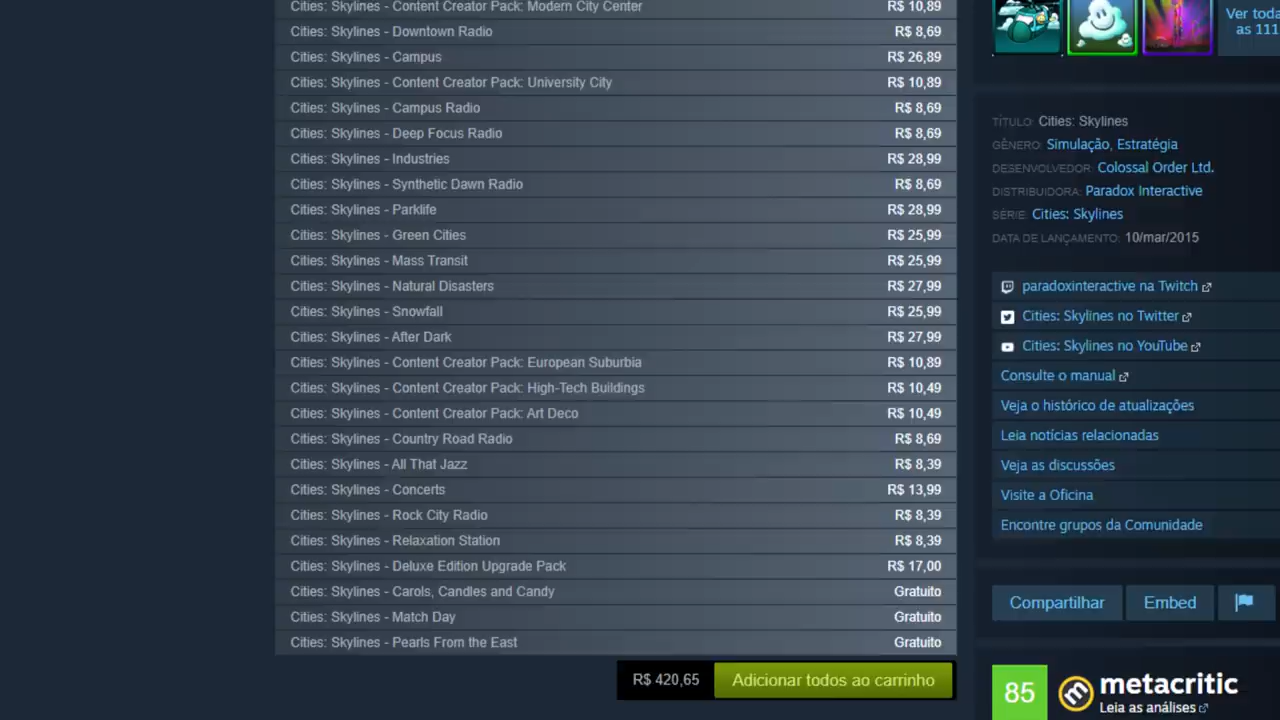 Cities: Skylines - Content Creator Pack: Modern City Center R$ 10,89
Cities: Skylines - Downtown Radio R$ 8,69
Cities: Skylines - Campus R$ 26,89
Cities: Skylines - Content Creator Pack: University City R$ 10,89
Cities: Skylines - Campus Radio R$ 8,69
Cities: Skylines - Deep Focus Radio R$ 8,69
Cities: Skylines - Industries R$ 28,99
Cities: Skylines - Synthetic Dawn Radio R$ 8,69
Cities: Skylines - Parklife R$ 28,99
Cities: Skylines - Green Cities R$ 25,99
Cities: Skylines - Mass Transit R$ 25,99
Cities: Skylines - Natural Disasters R$ 27,99
Cities: Skylines - Snowfall R$ 25,99
Cities: Skylines - After Dark R$ 27,99
Cities: Skylines - Content Creator Pack: European Suburbia R$ 10,89
Cities: Skylines - Content Creator Pack: High-Tech Buildings R$ 10,49
Cities: Skylines - Content Creator Pack: Art Deco R$ 10,49
Cities: Skylines - Country Road Radio R$ 8,69
Cities: Skylines - All That Jazz R$ 8,39
Cities: Skylines - Concerts R$ 13,99
Cities: Skylines - Rock City Radio R$ 8,39
Cities: Skylines - Relaxation Station R$ 8,39
Cities: Skylines - Deluxe Edition Upgrade Pack R$ 17,00
Cities: Skylines - Carols, Candles and Candy Gratuito
Cities: Skylines - Match Day Gratuito
Cities: Skylines - Pearls From the East Gratuito
R$ 420,65 Adicionar todos ao carrinho
Ver toda
as 111
TÍTULO: Cities: Skylines
GÊNERO: Simulação, Estratégia
DESENVOLVEDOR: Colossal Order Ltd.
DISTRIBUIDORA: Paradox Interactive
SÉRIE: Cities: Skylines
DATA DE LANÇAMENTO: 10/mar/2015
paradoxinteractive na Twitch
Cities: Skylines no Twitter
Cities: Skylines no YouTube
Consulte o manual
Veja o histórico de atualizações
Leia notícias relacionadas
Veja as discussões
Visite a Oficina
Encontre grupos da Comunidade
Compartilhar Embed
85 metacritic
Leia as análises